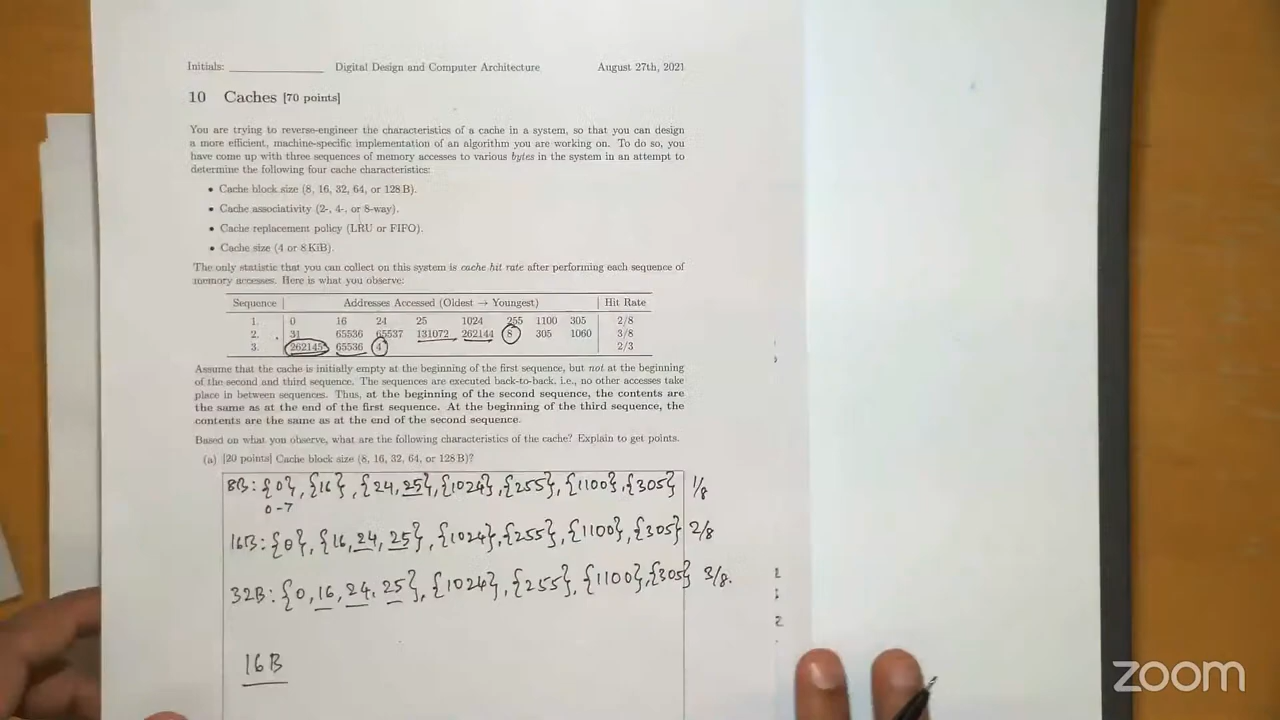 Initials: ____________ Digital Design and Computer Architecture August 27th, 2021
10 Caches [70 points]
You are trying to reverse-engineer the characteristics of a cache in a system, so that you can design
a more efficient, machine-specific implementation of an algorithm you are working on. To do so, you
have come up with three sequences of memory accesses to various bytes in the system in an attempt to
determine the following four cache characteristics:
• Cache block size (8, 16, 32, 64, or 128 B).
• Cache associativity (2-, 4-, or 8-way).
• Cache replacement policy (LRU or FIFO).
• Cache size (4 or 8 KiB).
The only statistic that you can collect on this system is cache hit rate after performing each sequence of
memory accesses. Here is what you observe:
Sequence Addresses Accessed (Oldest → Youngest) Hit Rate
1. 0 16 24 25 1024 255 1100 305 2/8
2. 31 65536 65537 131072 262144 8 305 1060 3/8
3. 262145 65536 4 2/3
Assume that the cache is initially empty at the beginning of the first sequence, but not at the beginning
of the second and third sequence. The sequences are executed back-to-back, i.e., no other accesses take
place in between sequences. Thus, at the beginning of the second sequence, the contents are
the same as at the end of the first sequence. At the beginning of the third sequence, the
contents are the same as at the end of the second sequence.
Based on what you observe, what are the following characteristics of the cache? Explain to get points.
(a) [20 points] Cache block size (8, 16, 32, 64, or 128 B)?
8B: {0}, {16}, {24, 25}, {1024}, {255}, {1100}, {305} 1/8
0-7
16B: {0}, {16, 24, 25}, {1024}, {255}, {1100}, {305} 2/8
32B: {0, 16, 24, 25}, {1024}, {255}, {1100}, {305} 3/8.
16B
zoom